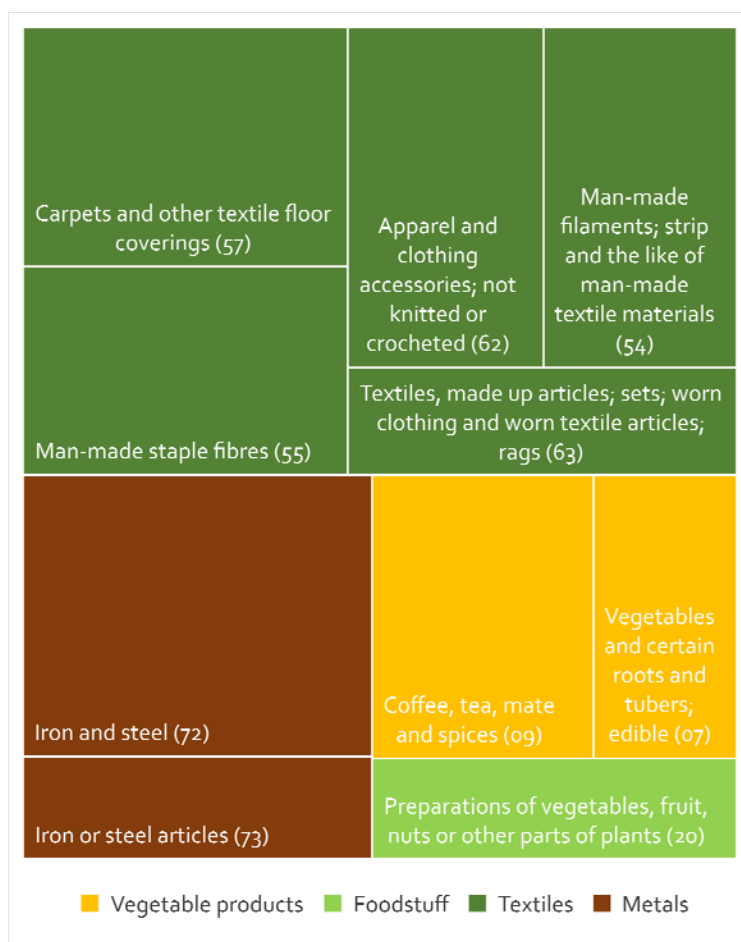 Carpets and other textile floor
coverings (57)
Apparel and
clothing
accessories; not
knitted or
crocheted (62)
Man-made
filaments; strip
and the like of
man-made
textile materials
(54)
Man-made staple fibres (55)
Textiles, made up articles; sets; worn
clothing and worn textile articles;
rags (63)
Iron and steel (72)
Coffee, tea, mate
and spices (09)
Vegetables
and certain
roots and
tubers;
edible (07)
Iron or steel articles (73)
Preparations of vegetables, fruit,
nuts or other parts of plants (20)
Vegetable products Foodstuff Textiles Metals